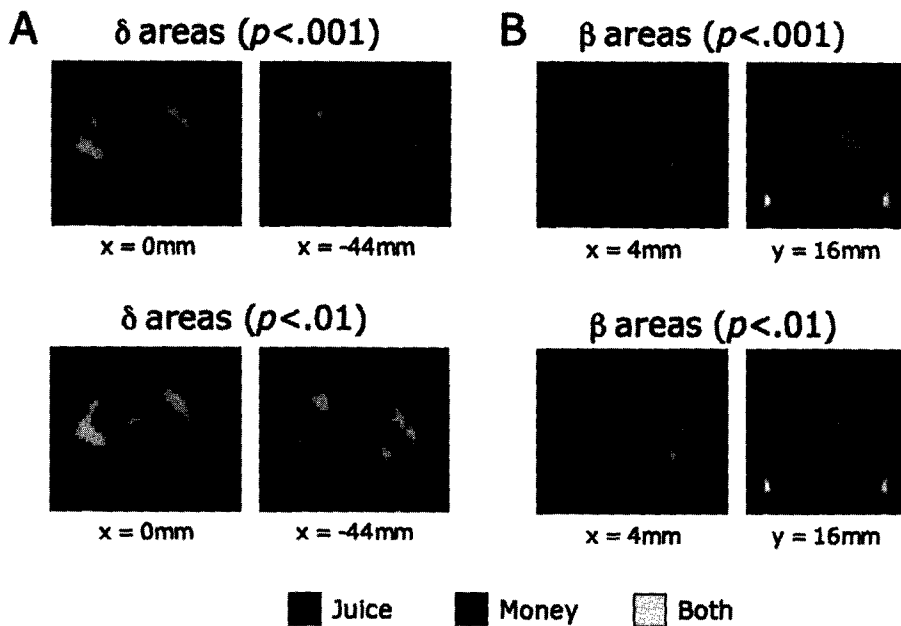 A
δ areas (p<.001)
x = 0mm
x = -44mm
δ areas (p<.01)
x = 0mm
x = -44mm
B
β areas (p<.001)
x = 4mm
y = 16mm
β areas (p<.01)
x = 4mm
y = 16mm
Juice
Money
Both